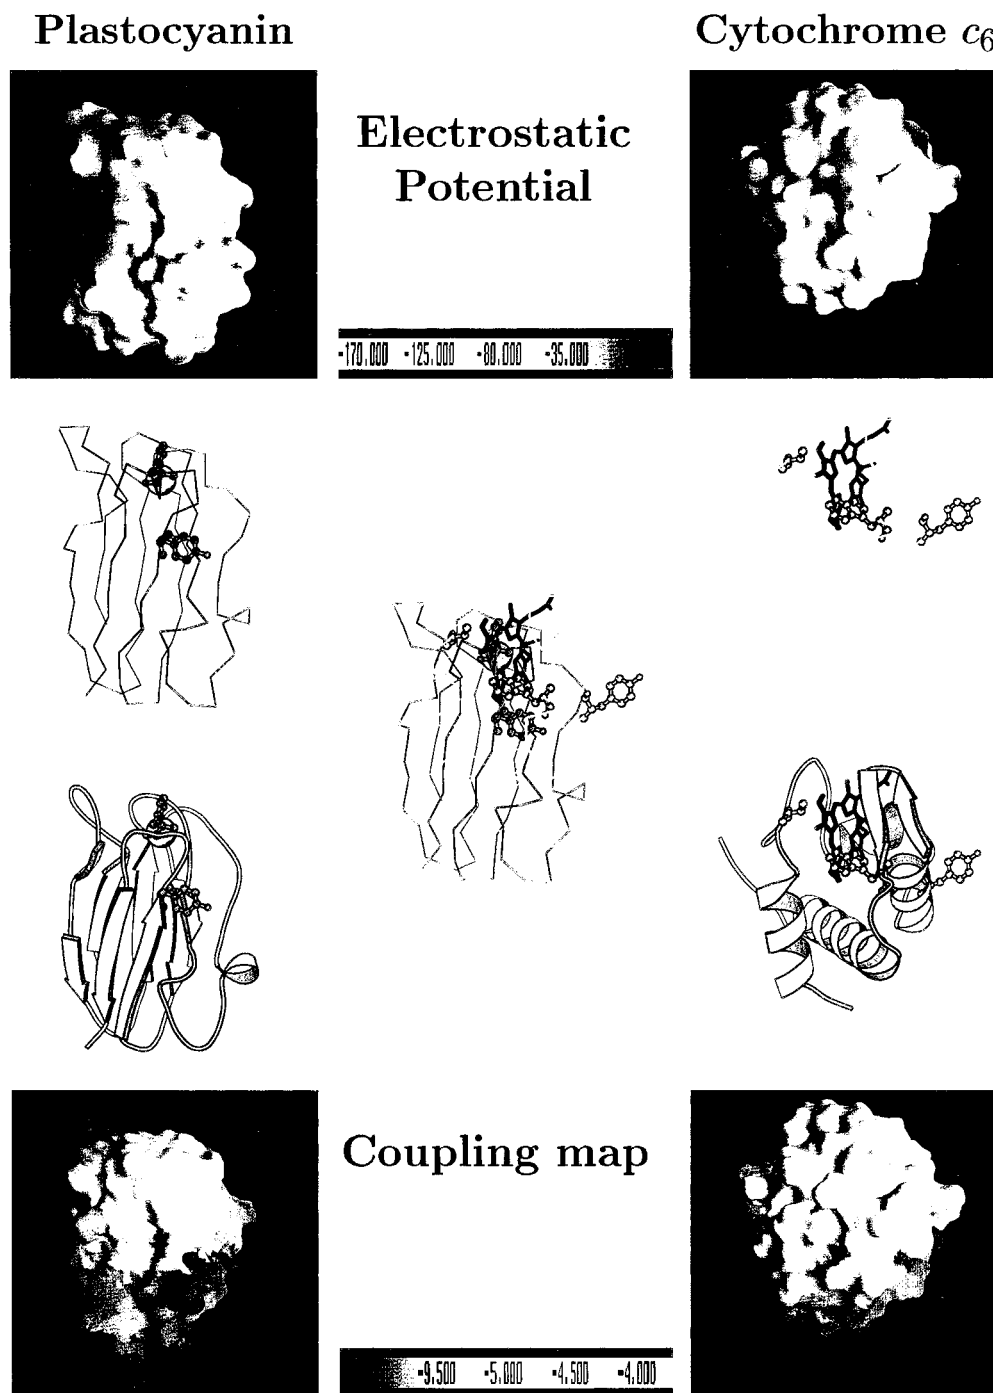 Plastocyanin
Cytochrome c6
Electrostatic
Potential
-170.000 -125.000 -80.000 -35.000
Coupling map
-9.500 -5.000 -4.500 -4.000